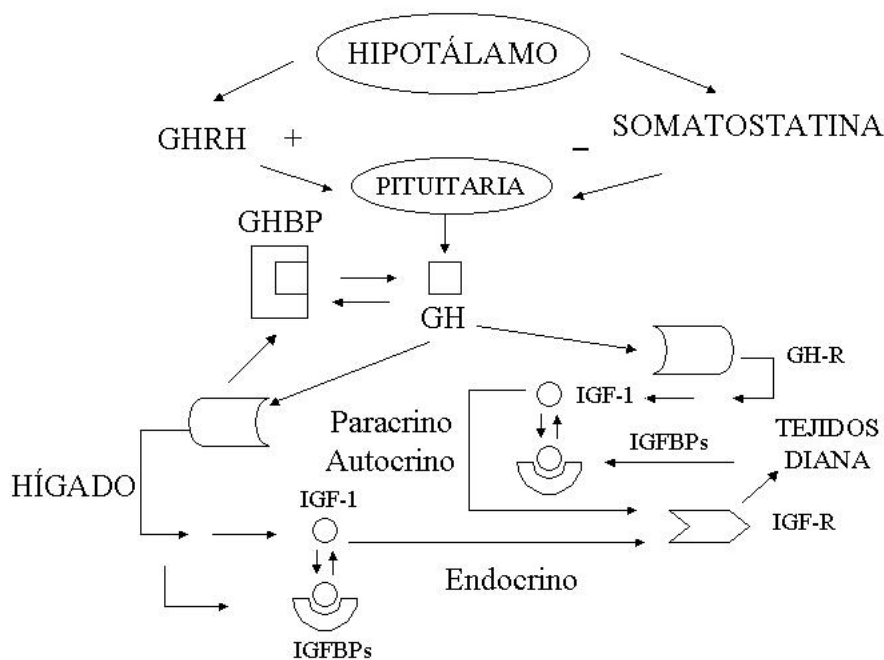 HIPOTÁLAMO
GHRH +
SOMATOSTATINA
–
PITUITARIA
GHBP
GH
GH-R
IGF-1
Paracrino
Autocrino
IGFBPs
TEJIDOS
DIANA
HÍGADO
IGF-1
IGF-R
Endocrino
IGFBPs